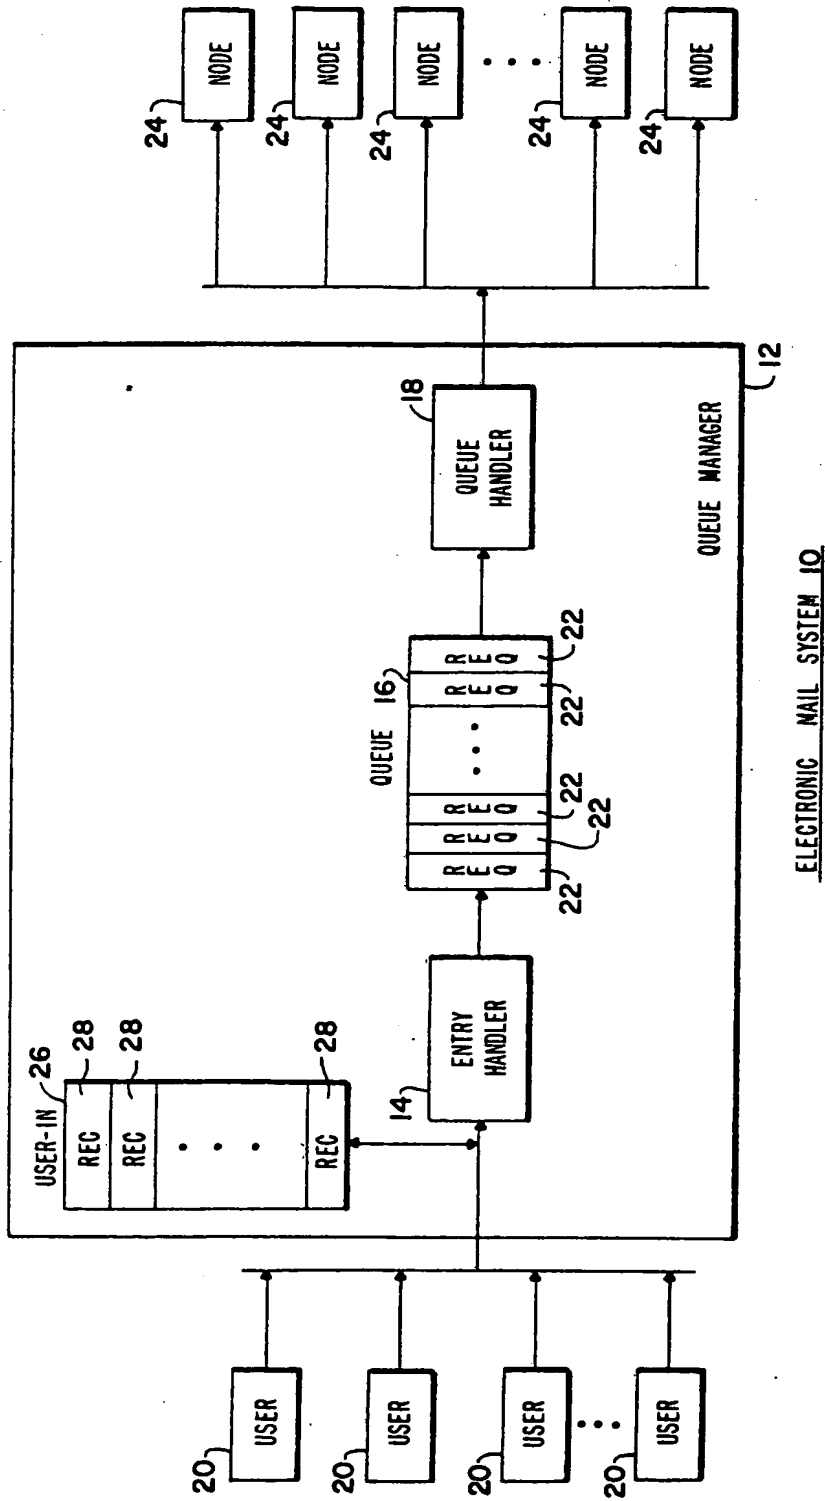 20
USER
20
USER
20
USER
20
USER
USER-IN
26
REC
28
REC
28
REC
28
14
ENTRY
HANDLER
QUEUE
16
REQ
REQ
REQ
REQ
REQ
22
22
22
22
22
18
QUEUE
HANDLER
QUEUE MANAGER
12
24
NODE
24
NODE
24
NODE
24
NODE
24
NODE
ELECTRONIC MAIL SYSTEM 10